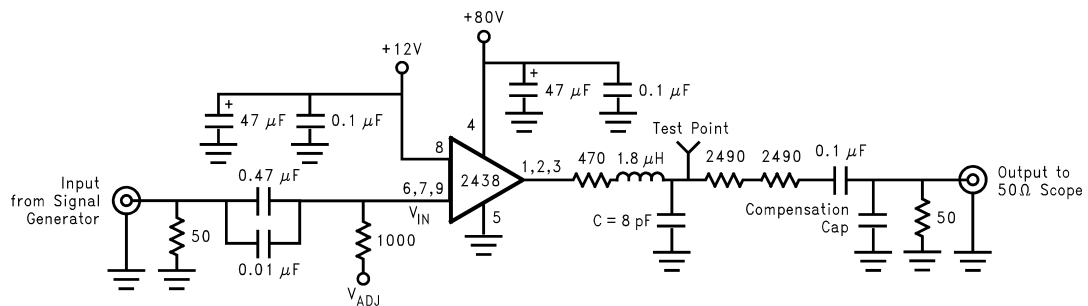 +80V
+12V
+
47 μF
0.1 μF
+
47 μF
0.1 μF
4
Test Point
8
1,2,3
470
1.8 μH
2490
2490
0.1 μF
2438
Input
from Signal
Generator
0.47 μF
6,7,9
VIN
5
Output to
50Ω Scope
50
0.01 μF
1000
C = 8 pF
Compensation
Cap
50
VADJ